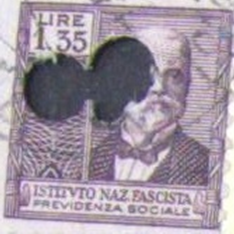 LIRE
1.35
ISTITVTO NAZ. FASCISTA
PREVIDENZA SOCIALE